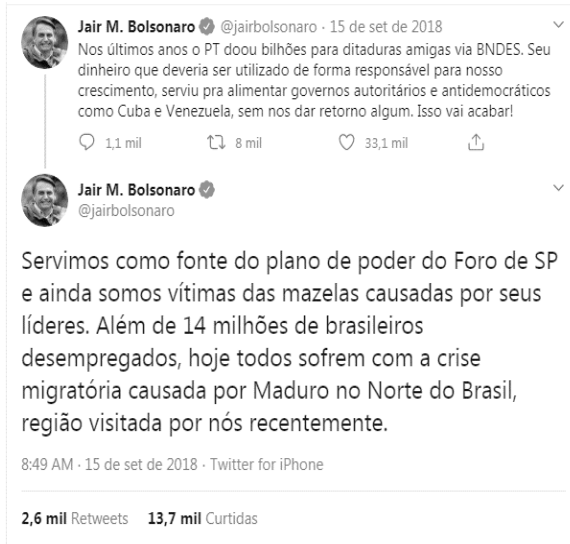 Jair M. Bolsonaro @jairbolsonaro · 15 de set de 2018
Nos últimos anos o PT doou bilhões para ditaduras amigas via BNDES. Seu
dinheiro que deveria ser utilizado de forma responsável para nosso
crescimento, serviu pra alimentar governos autoritários e antidemocráticos
como Cuba e Venezuela, sem nos dar retorno algum. Isso vai acabar!
1,1 mil 8 mil 33,1 mil
Jair M. Bolsonaro
@jairbolsonaro
Servimos como fonte do plano de poder do Foro de SP
e ainda somos vítimas das mazelas causadas por seus
líderes. Além de 14 milhões de brasileiros
desempregados, hoje todos sofrem com a crise
migratória causada por Maduro no Norte do Brasil,
região visitada por nós recentemente.
8:49 AM · 15 de set de 2018 · Twitter for iPhone
2,6 mil Retweets 13,7 mil Curtidas